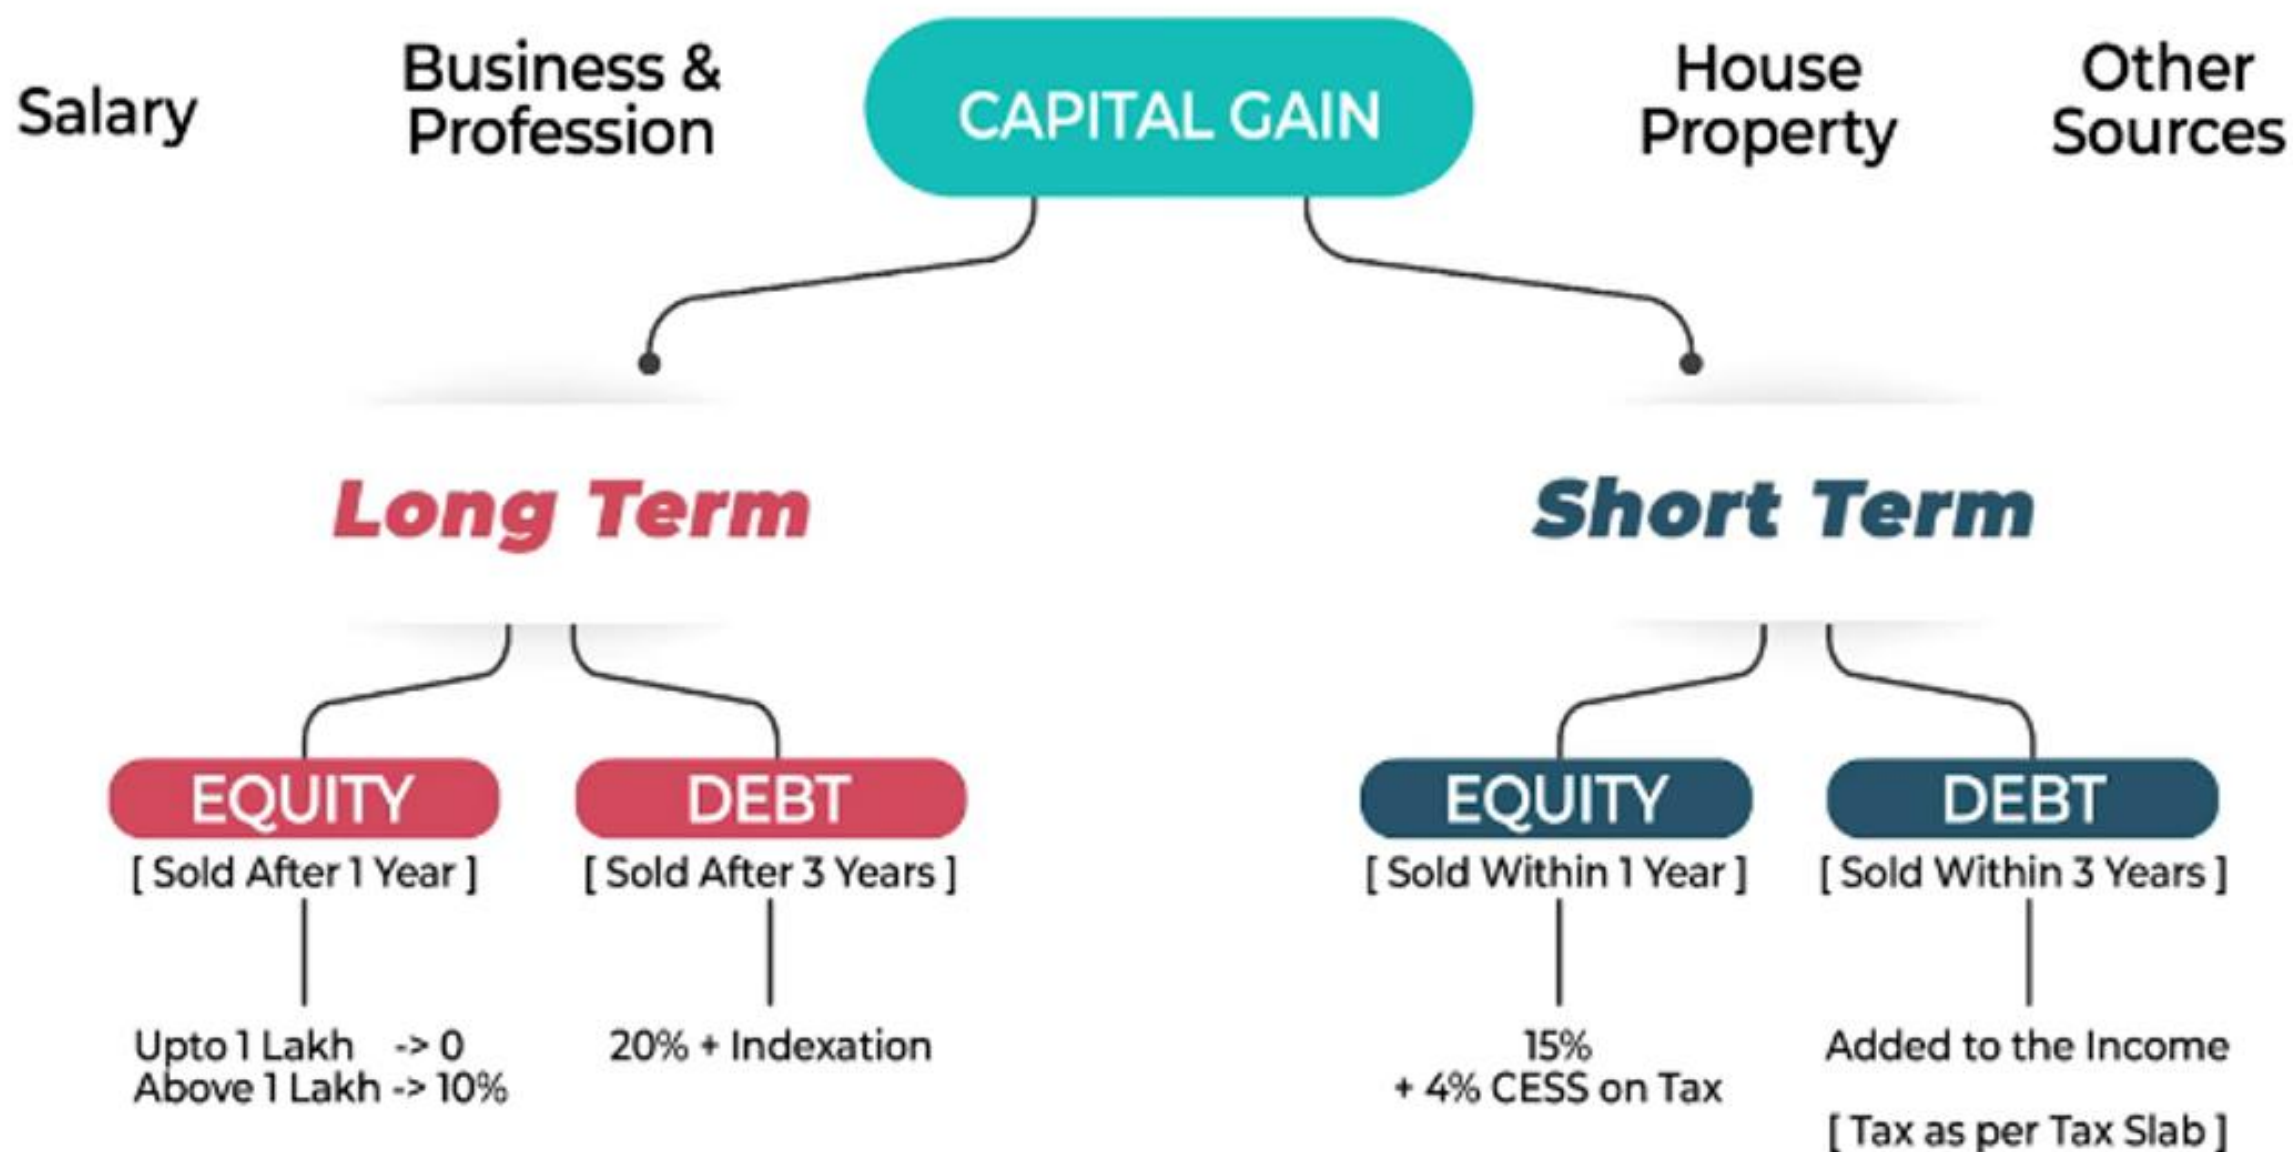 Salary
Business &
Profession
CAPITAL GAIN
House
Property
Other
Sources
Long Term
Short Term
EQUITY
[ Sold After 1 Year ]
Upto 1 Lakh -> 0
Above 1 Lakh -> 10%
DEBT
[ Sold After 3 Years ]
20% + Indexation
EQUITY
[ Sold Within 1 Year ]
15%
+ 4% CESS on Tax
DEBT
[ Sold Within 3 Years ]
Added to the Income
[ Tax as per Tax Slab ]